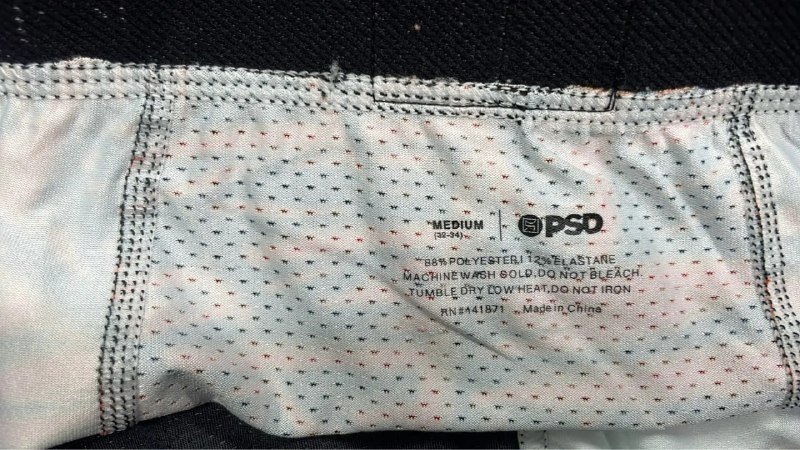 MEDIUM PSD
(32-34)
88% POLYESTER | 12% ELASTANE
MACHINE WASH COLD. DO NOT BLEACH.
TUMBLE DRY LOW HEAT. DO NOT IRON
RN#141871 Made in China